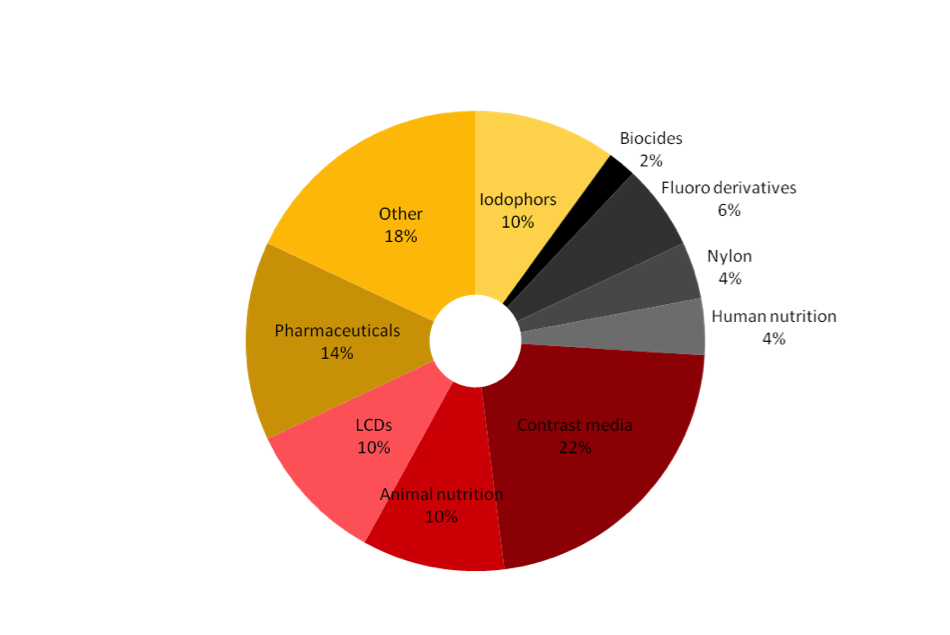 Biocides
2%
Fluoro derivatives
6%
Iodophors
10%
Other
18%
Nylon
4%
Human nutrition
4%
Pharmaceuticals
14%
LCDs
10%
Contrast media
22%
Animal nutrition
10%